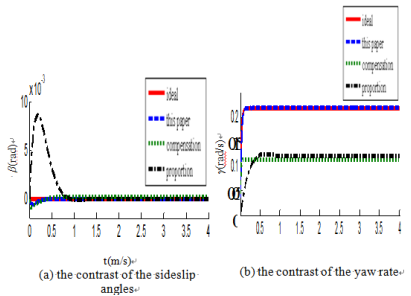 x10⁻³
10
5
0
β(rad)
ideal
this paper
compensation
proportion
0 0.5 1 1.5 2 2.5 3 3.5 4
t(m/s)
(a) the contrast of the sideslip
angles
ideal
this paper
compensation
proportion
0.2
0.1
γ(rad/s)
0.5 1 1.5 2 2.5 3 3.5 4
(b) the contrast of the yaw rate